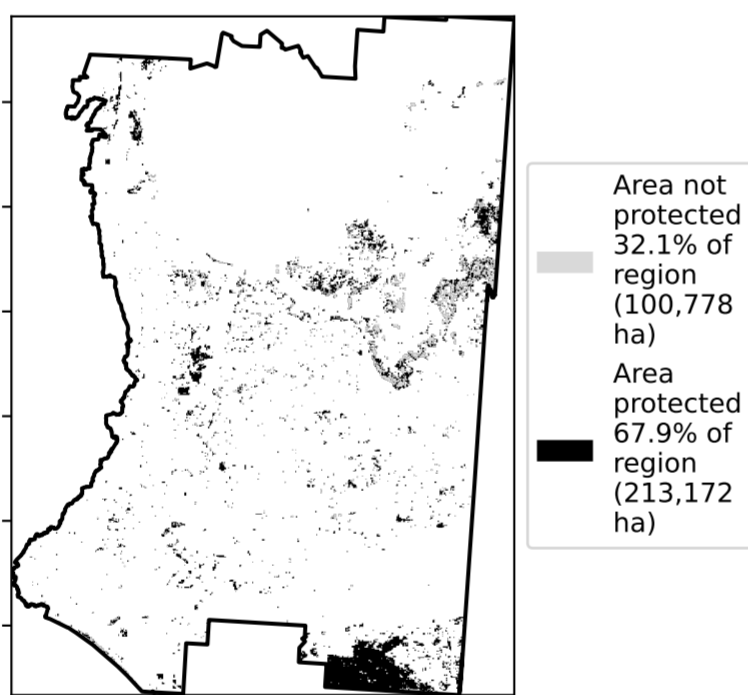 Area not
protected
32.1% of
region
(100,778
ha)
Area
protected
67.9% of
region
(213,172
ha)